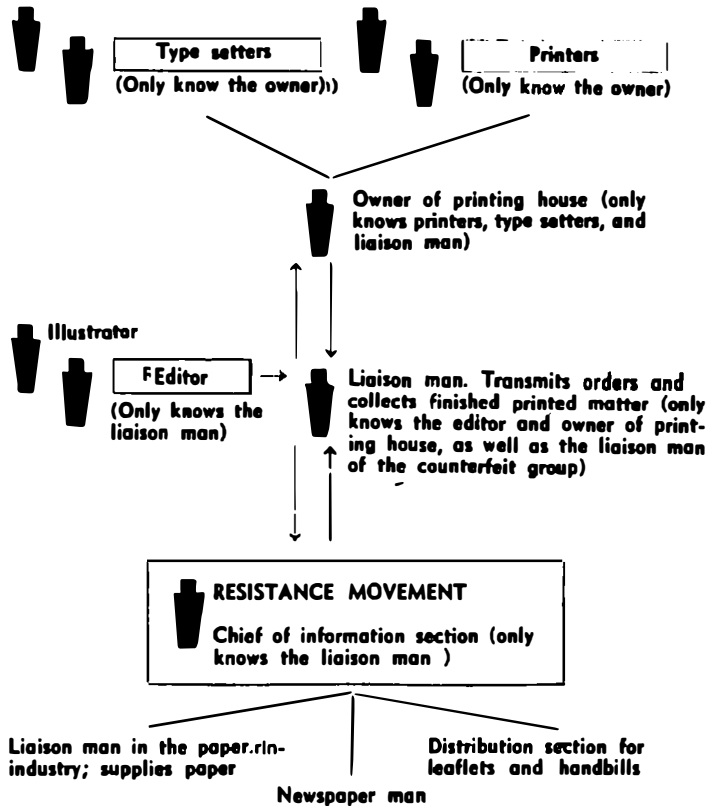 Type setters
(Only know the owner)
Printers
(Only know the owner)
Owner of printing house (only
knows printers, type setters, and
liaison man)
Illustrator
Editor
(Only knows the
liaison man)
Liaison man. Transmits orders and
collects finished printed matter (only
knows the editor and owner of print-
ing house, as well as the liaison man
of the counterfeit group)
RESISTANCE MOVEMENT
Chief of information section (only
knows the liaison man )
Liaison man in the paper
industry; supplies paper
Newspaper man
Distribution section for
leaflets and handbills